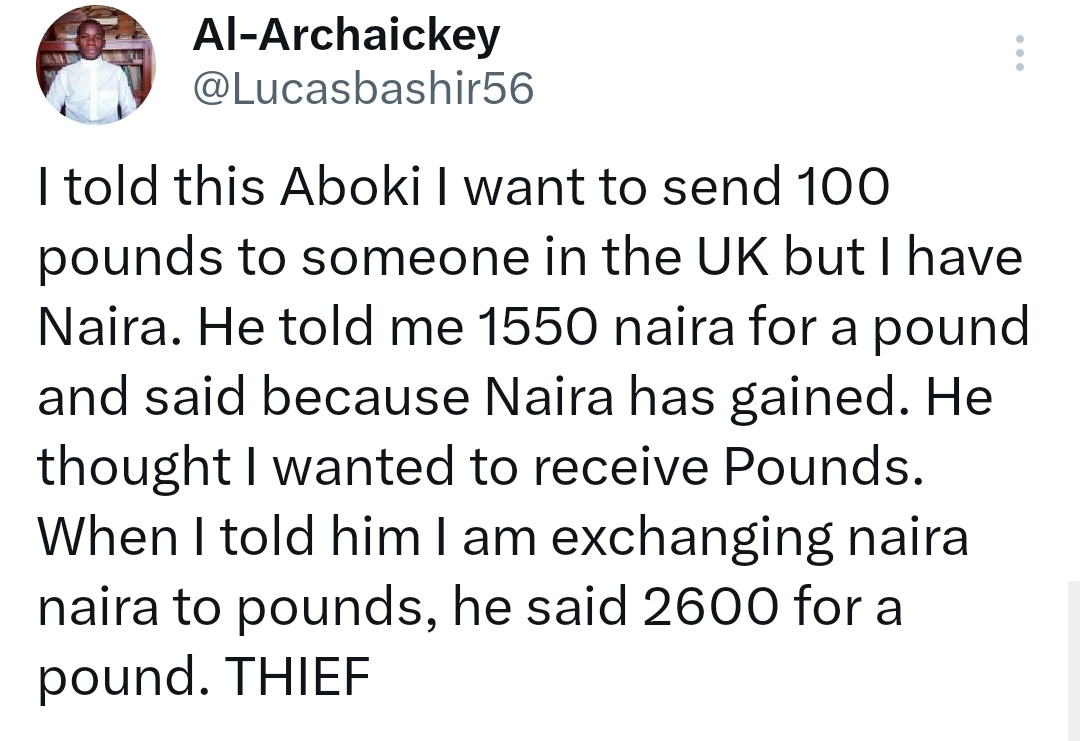 Al-Archaickey
@Lucasbashir56
I told this Aboki I want to send 100
pounds to someone in the UK but I have
Naira. He told me 1550 naira for a pound
and said because Naira has gained. He
thought I wanted to receive Pounds.
When I told him I am exchanging naira
naira to pounds, he said 2600 for a
pound. THIEF